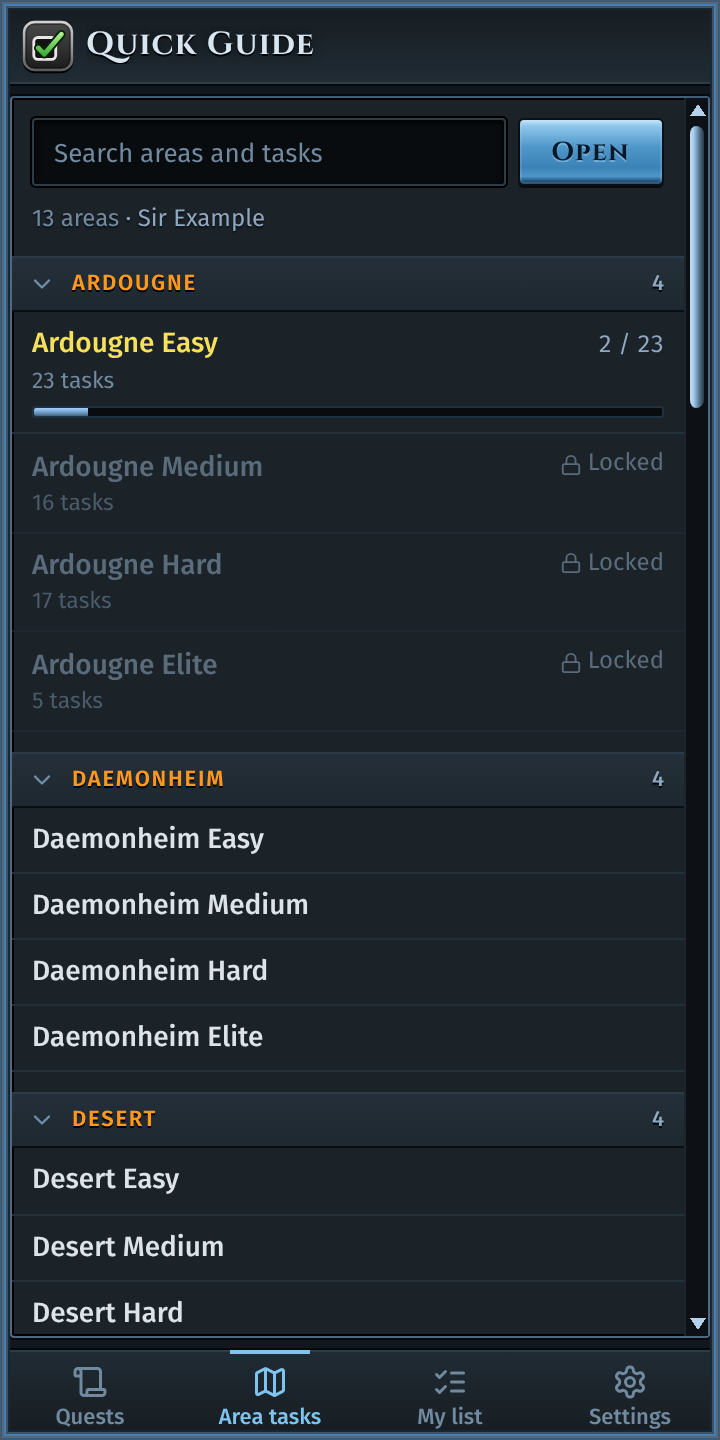 Quick Guide
Search areas and tasks
Open
13 areas · Sir Example
ARDOUGNE 4
Ardougne Easy 2 / 23
23 tasks
Ardougne Medium Locked
16 tasks
Ardougne Hard Locked
17 tasks
Ardougne Elite Locked
5 tasks
DAEMONHEIM 4
Daemonheim Easy
Daemonheim Medium
Daemonheim Hard
Daemonheim Elite
DESERT 4
Desert Easy
Desert Medium
Desert Hard
Quests Area tasks My list Settings